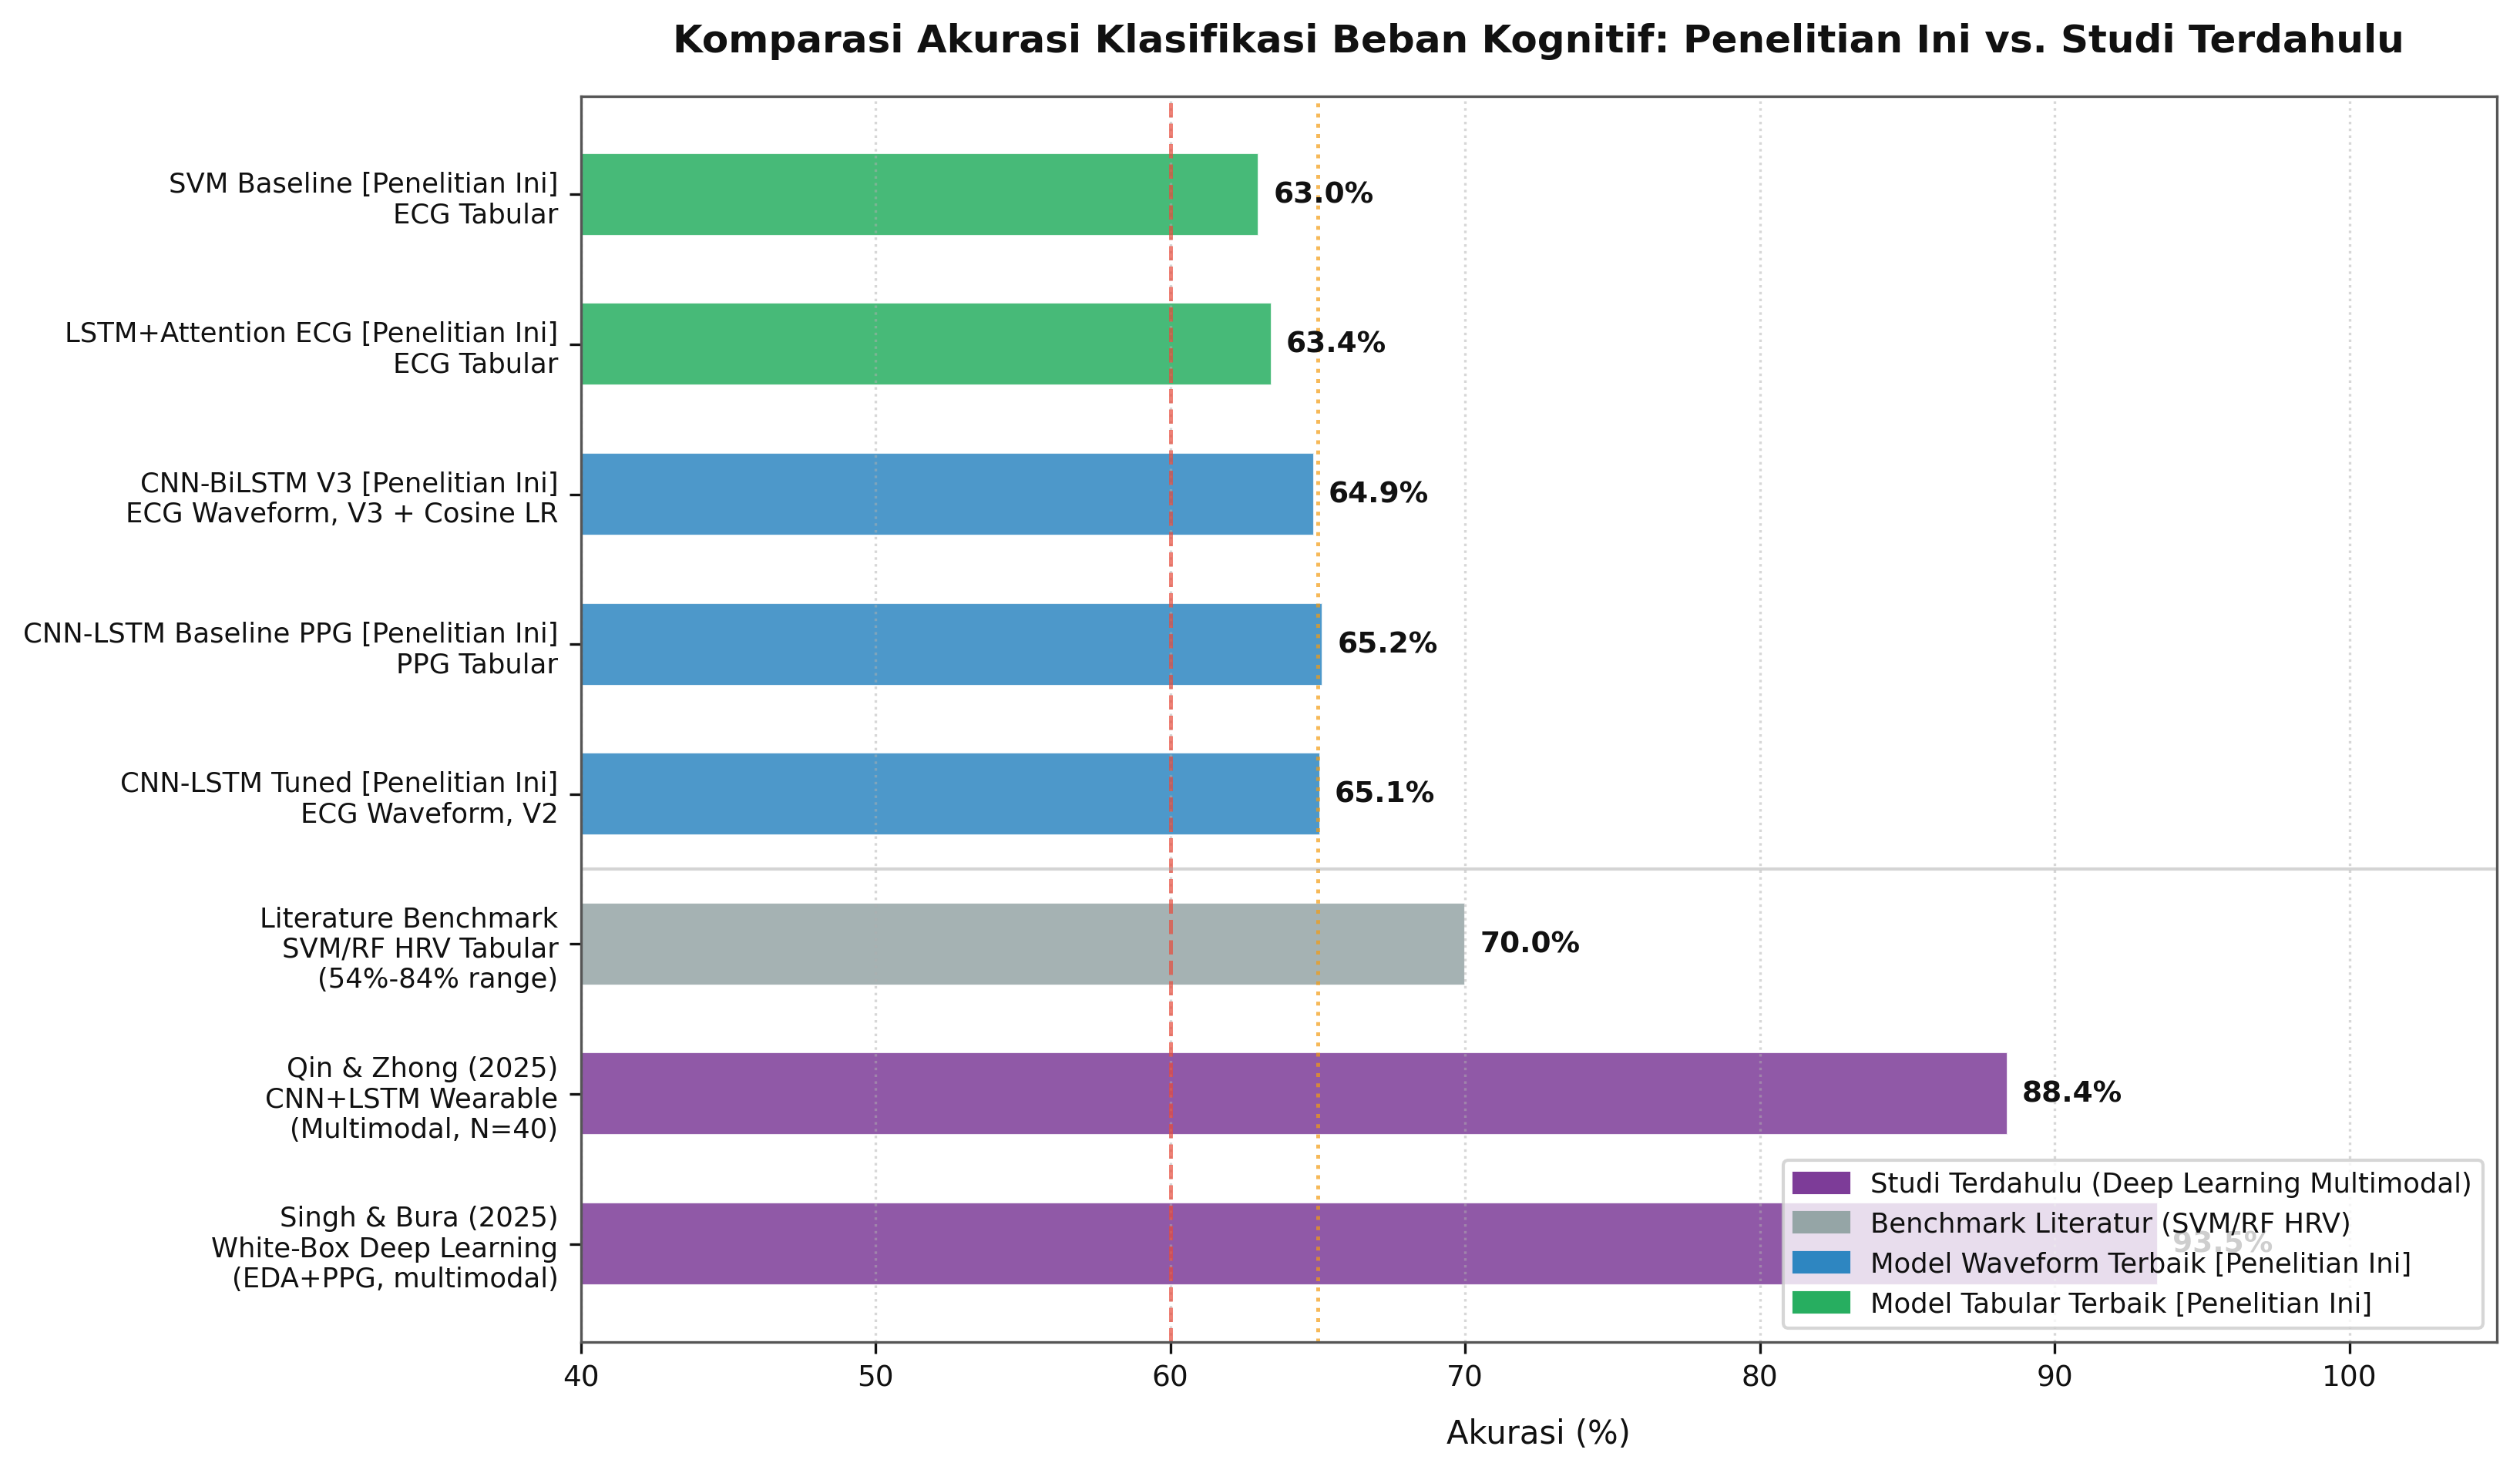 Komparasi Akurasi Klasifikasi Beban Kognitif: Penelitian Ini vs. Studi Terdahulu
SVM Baseline [Penelitian Ini]
ECG Tabular
63.0%
LSTM+Attention ECG [Penelitian Ini]
ECG Tabular
63.4%
CNN-BiLSTM V3 [Penelitian Ini]
ECG Waveform, V3 + Cosine LR
64.9%
CNN-LSTM Baseline PPG [Penelitian Ini]
PPG Tabular
65.2%
CNN-LSTM Tuned [Penelitian Ini]
ECG Waveform, V2
65.1%
Literature Benchmark
SVM/RF HRV Tabular
(54%-84% range)
70.0%
Qin & Zhong (2025)
CNN+LSTM Wearable
(Multimodal, N=40)
88.4%
Singh & Bura (2025)
White-Box Deep Learning
(EDA+PPG, multimodal)
93.5%
Studi Terdahulu (Deep Learning Multimodal)
Benchmark Literatur (SVM/RF HRV)
Model Waveform Terbaik [Penelitian Ini]
Model Tabular Terbaik [Penelitian Ini]
40 50 60 70 80 90 100
Akurasi (%)